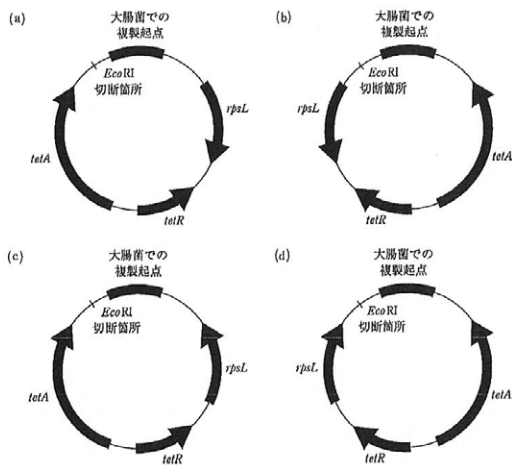 (a)
大腸菌での
複製起点
EcoRI
切断箇所
rpsL
tetA
tetR
(b)
大腸菌での
複製起点
EcoRI
切断箇所
rpsL
tetA
tetR
(c)
大腸菌での
複製起点
EcoRI
切断箇所
rpsL
tetA
tetR
(d)
大腸菌での
複製起点
EcoRI
切断箇所
rpsL
tetA
tetR